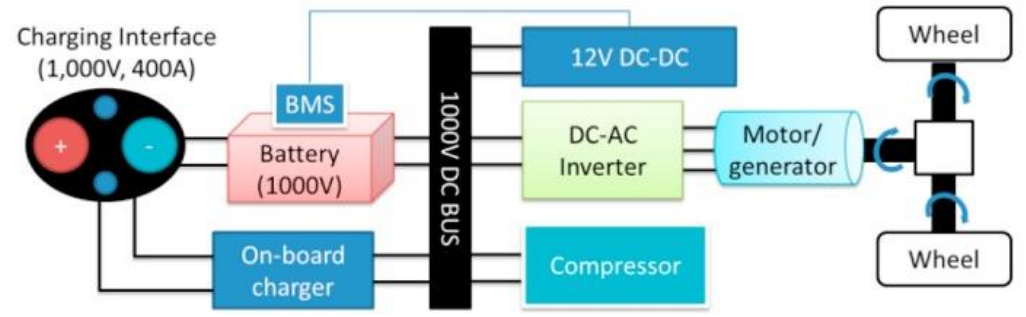 Charging Interface
(1,000V, 400A)
+
-
BMS
Battery
(1000V)
On-board
charger
1000V DC BUS
12V DC-DC
DC-AC
Inverter
Compressor
Motor/
generator
Wheel
Wheel